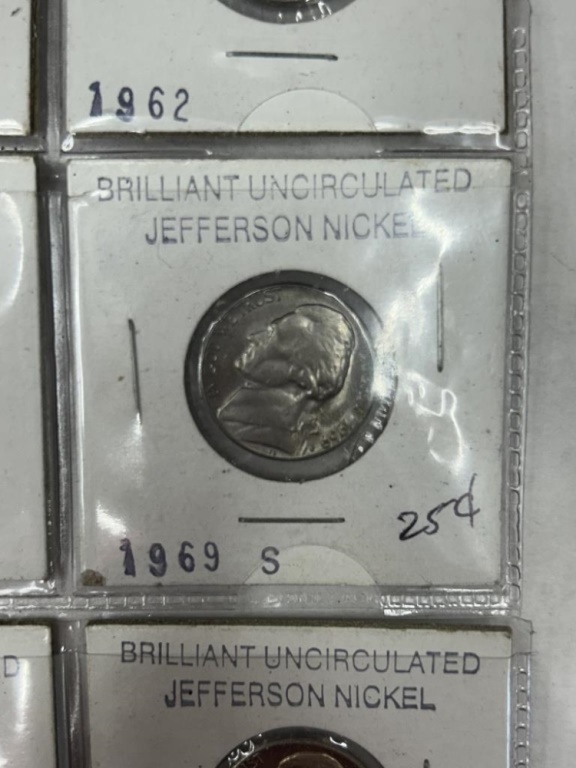 1962
BRILLIANT UNCIRCULATED
JEFFERSON NICKEL
25¢
1969 S
D
BRILLIANT UNCIRCULATED
JEFFERSON NICKEL